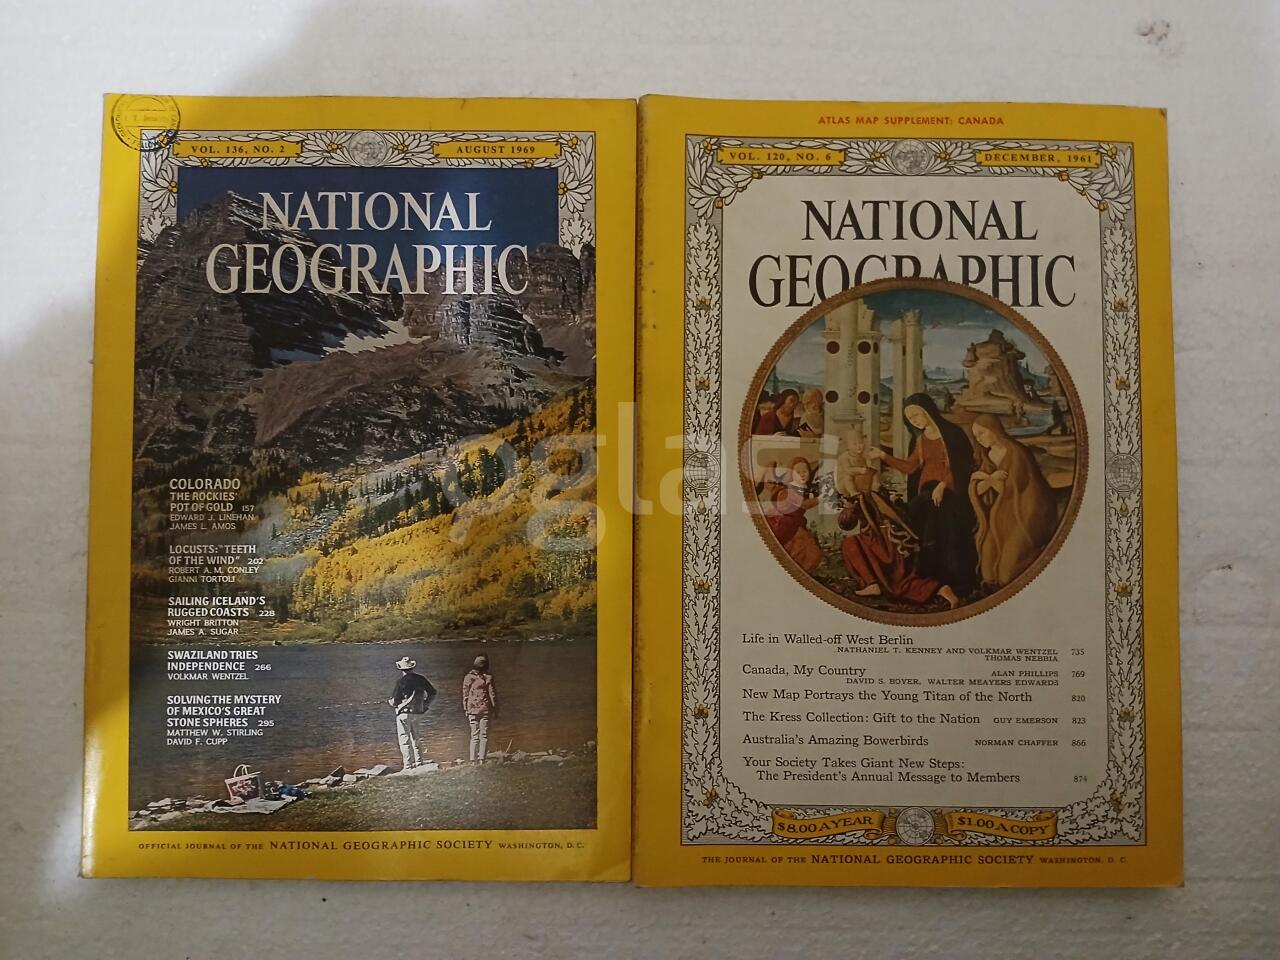 VOL. 136, NO. 2
AUGUST 1969
NATIONAL
GEOGRAPHIC
COLORADO
THE ROCKIES'
POT OF GOLD 157
EDWARD J. LINEHAN
JAMES L. AMOS
LOCUSTS: "TEETH
OF THE WIND" 202
ROBERT A. M. CONLEY
GIANNI TORTOLI
SAILING ICELAND'S
RUGGED COASTS 228
WRIGHT BRITTON
JAMES A. SUGAR
SWAZILAND TRIES
INDEPENDENCE 266
VOLKMAR WENTZEL
SOLVING THE MYSTERY
OF MEXICO'S GREAT
STONE SPHERES 295
MATTHEW W. STIRLING
DAVID F. CUPP
OFFICIAL JOURNAL OF THE NATIONAL GEOGRAPHIC SOCIETY WASHINGTON, D. C.
ATLAS MAP SUPPLEMENT: CANADA
VOL. 120, NO. 6
DECEMBER, 1961
NATIONAL
GEOGRAPHIC
Life in Walled-off West Berlin
NATHANIEL T. KENNEY AND VOLKMAR WENTZEL 735
THOMAS NEBBIA
Canada, My Country ALAN PHILLIPS 769
DAVID S. BOYER, WALTER MEAYERS EDWARDS
New Map Portrays the Young Titan of the North 820
The Kress Collection: Gift to the Nation GUY EMERSON 823
Australia's Amazing Bowerbirds NORMAN CHAFFER 866
Your Society Takes Giant New Steps:
The President's Annual Message to Members 874
$8.00 A YEAR
$1.00 A COPY
THE JOURNAL OF THE NATIONAL GEOGRAPHIC SOCIETY WASHINGTON, D. C.
oglasi